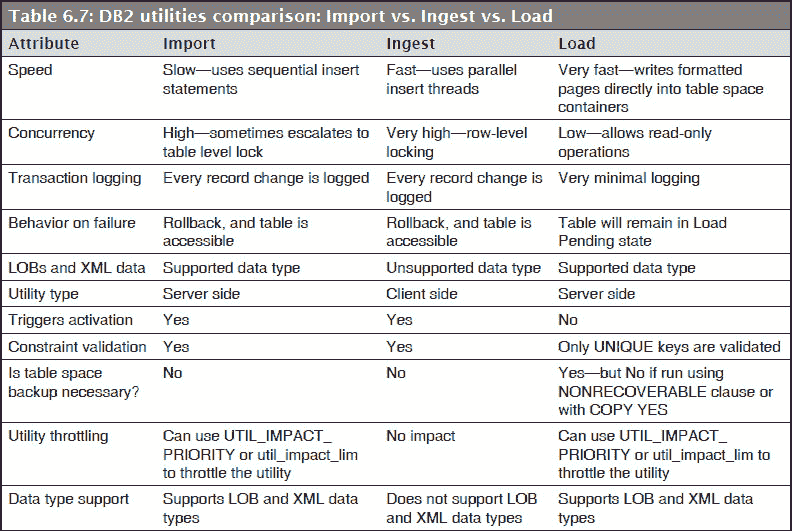 Table 6.7: DB2 utilities comparison: Import vs. Ingest vs. Load
Attribute Import Ingest Load
Speed Slow—uses sequential insert Fast—uses parallel Very fast—writes formatted
statements insert threads pages directly into table space
containers
Concurrency High—sometimes escalates to Very high—row-level Low—allows read-only
table level lock locking operations
Transaction logging Every record change is logged Every record change is Very minimal logging
logged
Behavior on failure Rollback, and table is Rollback, and table is Table will remain in Load
accessible accessible Pending state
LOBs and XML data Supported data type Unsupported data type Supported data type
Utility type Server side Client side Server side
Triggers activation Yes Yes No
Constraint validation Yes Yes Only UNIQUE keys are validated
Is table space No No Yes—but No if run using
backup necessary? NONRECOVERABLE clause or
with COPY YES
Utility throttling Can use UTIL_IMPACT_ No impact Can use UTIL_IMPACT_
PRIORITY or util_impact_lim PRIORITY or util_impact_lim to
to throttle the utility throttle the utility
Data type support Supports LOB and XML data Does not support LOB Supports LOB and XML data
types and XML data types types